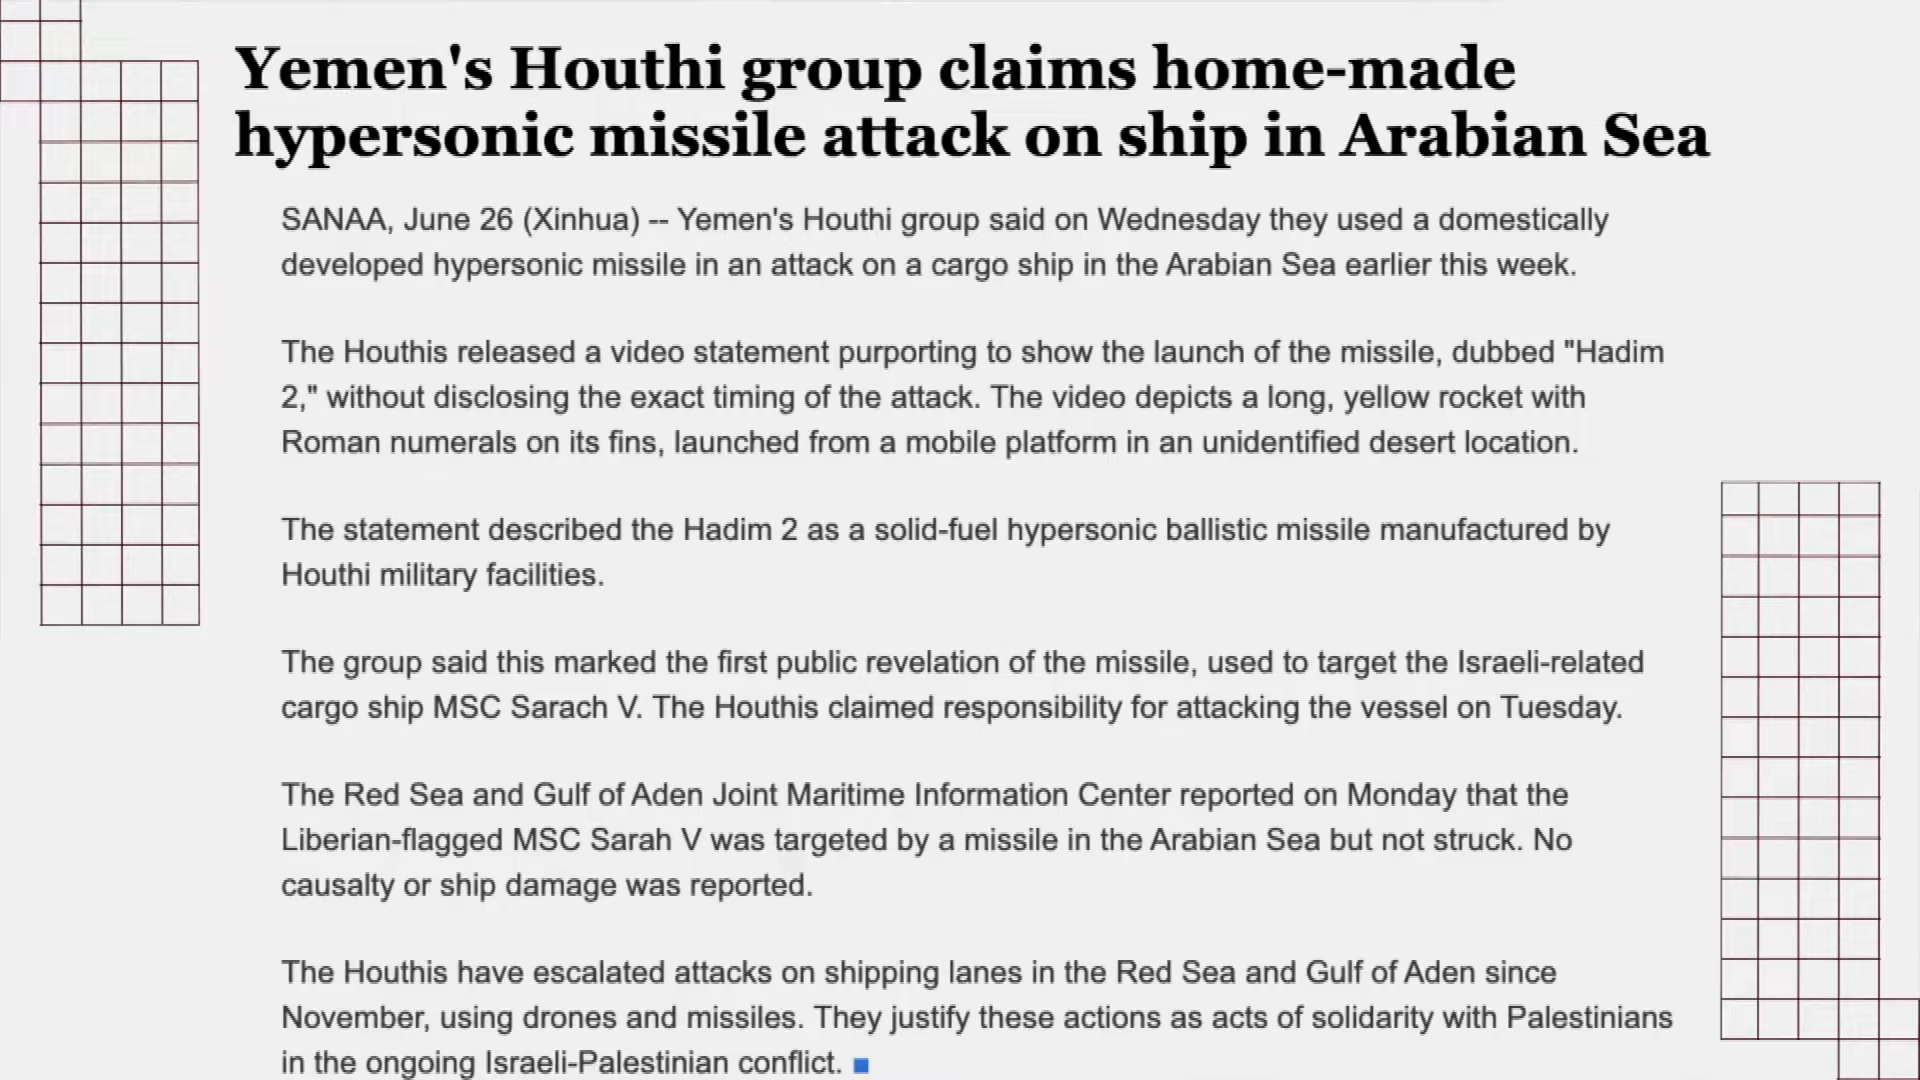 Yemen's Houthi group claims home-made
hypersonic missile attack on ship in Arabian Sea
SANAA, June 26 (Xinhua) -- Yemen's Houthi group said on Wednesday they used a domestically
developed hypersonic missile in an attack on a cargo ship in the Arabian Sea earlier this week.
The Houthis released a video statement purporting to show the launch of the missile, dubbed "Hadim
2," without disclosing the exact timing of the attack. The video depicts a long, yellow rocket with
Roman numerals on its fins, launched from a mobile platform in an unidentified desert location.
The statement described the Hadim 2 as a solid-fuel hypersonic ballistic missile manufactured by
Houthi military facilities.
The group said this marked the first public revelation of the missile, used to target the Israeli-related
cargo ship MSC Sarach V. The Houthis claimed responsibility for attacking the vessel on Tuesday.
The Red Sea and Gulf of Aden Joint Maritime Information Center reported on Monday that the
Liberian-flagged MSC Sarah V was targeted by a missile in the Arabian Sea but not struck. No
causalty or ship damage was reported.
The Houthis have escalated attacks on shipping lanes in the Red Sea and Gulf of Aden since
November, using drones and missiles. They justify these actions as acts of solidarity with Palestinians
in the ongoing Israeli-Palestinian conflict.